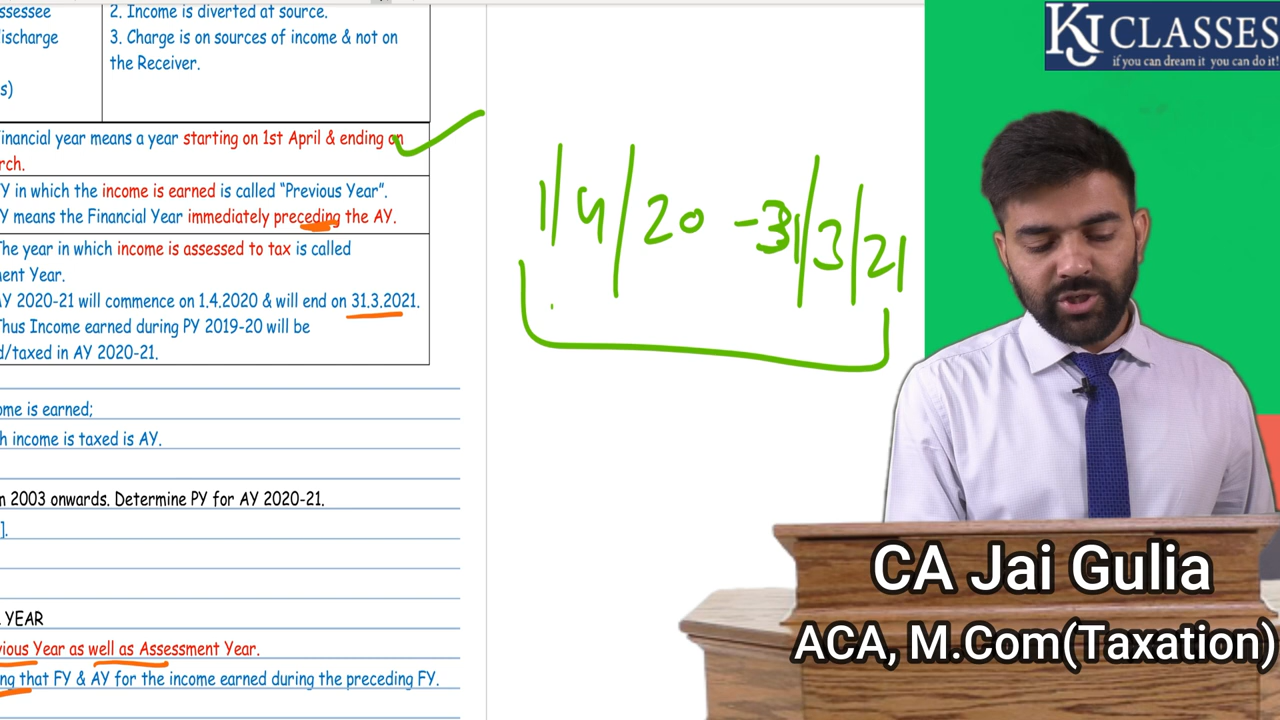 ssessee
2. Income is diverted at source.
ischarge
3. Charge is on sources of income & not on
the Receiver.
s)
inancial year means a year starting on 1st April & ending on
rch.
Y in which the income is earned is called “Previous Year”.
Y means the Financial Year immediately preceding the AY.
The year in which income is assessed to tax is called
ent Year.
AY 2020-21 will commence on 1.4.2020 & will end on 31.3.2021.
Thus Income earned during PY 2019-20 will be
d/taxed in AY 2020-21.
ome is earned;
h income is taxed is AY.
n 2003 onwards. Determine PY for AY 2020-21.
].
YEAR
vious Year as well as Assessment Year.
ng that FY & AY for the income earned during the preceding FY.
1/4/20 - 31/3/21
KJ CLASSES
if you can dream it you can do it!
CA Jai Gulia
ACA, M.Com(Taxation)